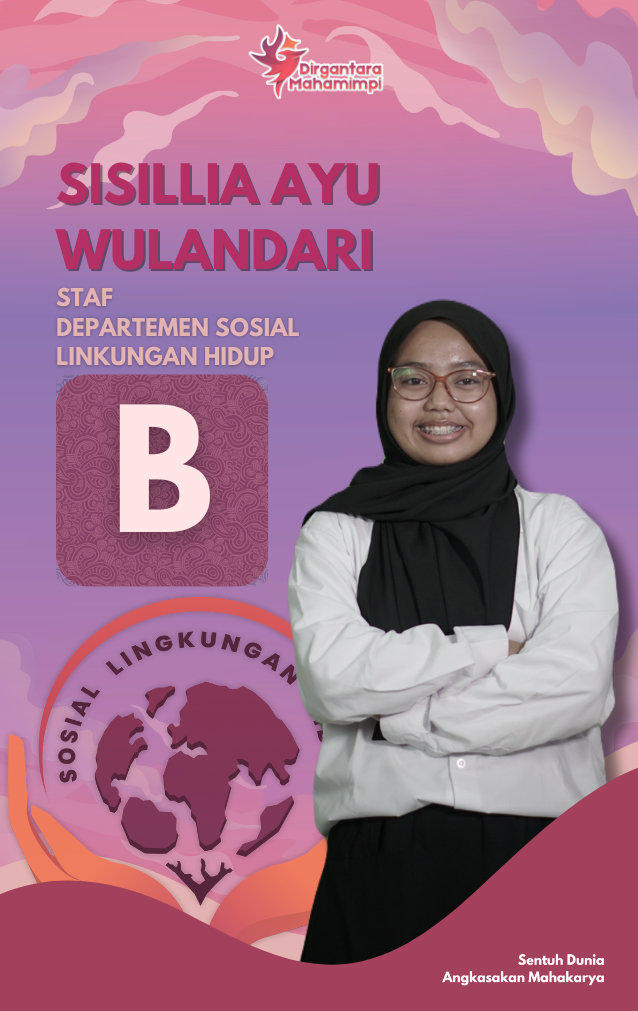 Dirgantara
Mahamimpi
SISILLIA AYU
WULANDARI
STAF
DEPARTEMEN SOSIAL
LINKUNGAN HIDUP
B
SOSIAL LINGKUNGAN
Sentuh Dunia
Angkasakan Mahakarya